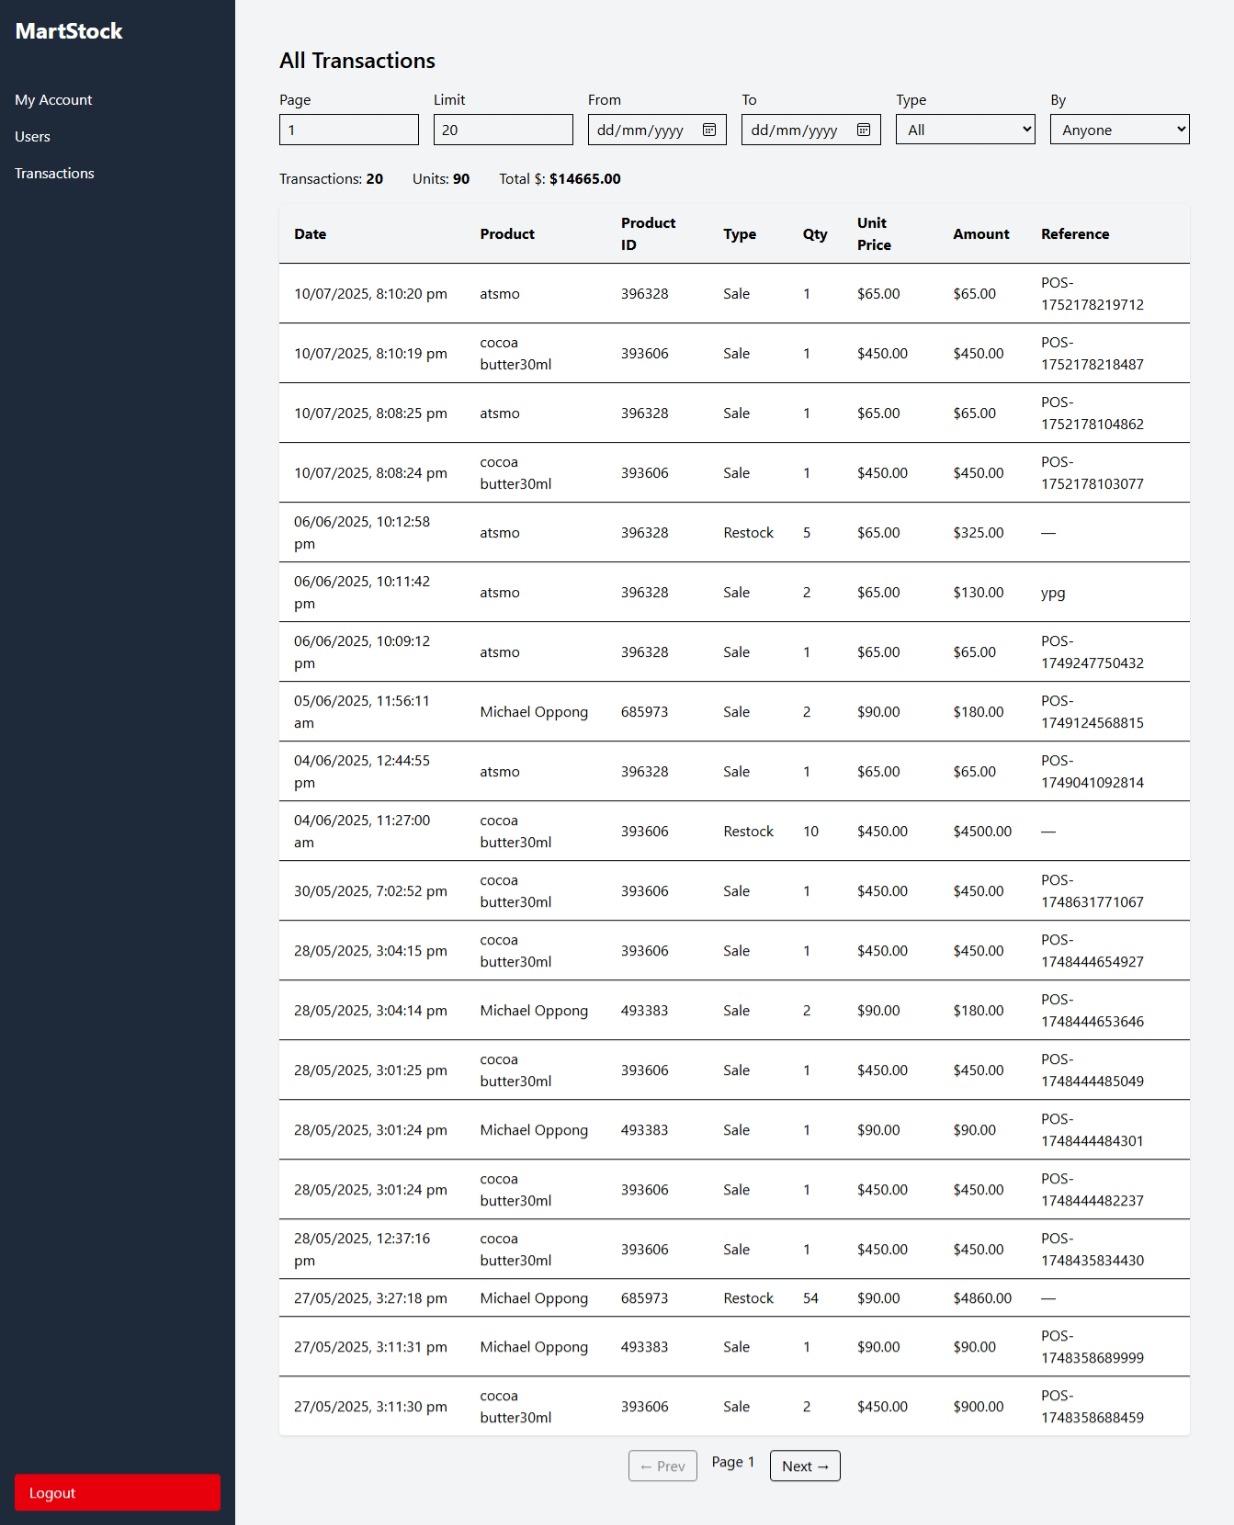 MartStock
My Account
Users
Transactions
Logout
All Transactions
Page Limit From To Type By
1 20 dd/mm/yyyy dd/mm/yyyy All Anyone
Transactions: 20 Units: 90 Total $: $14665.00
Date Product Product ID Type Qty Unit Price Amount Reference
10/07/2025, 8:10:20 pm atsmo 396328 Sale 1 $65.00 $65.00 POS-1752178219712
10/07/2025, 8:10:19 pm cocoa butter30ml 393606 Sale 1 $450.00 $450.00 POS-1752178218487
10/07/2025, 8:08:25 pm atsmo 396328 Sale 1 $65.00 $65.00 POS-1752178104862
10/07/2025, 8:08:24 pm cocoa butter30ml 393606 Sale 1 $450.00 $450.00 POS-1752178103077
06/06/2025, 10:12:58 pm atsmo 396328 Restock 5 $65.00 $325.00 —
06/06/2025, 10:11:42 pm atsmo 396328 Sale 2 $65.00 $130.00 ypg
06/06/2025, 10:09:12 pm atsmo 396328 Sale 1 $65.00 $65.00 POS-1749247750432
05/06/2025, 11:56:11 am Michael Oppong 685973 Sale 2 $90.00 $180.00 POS-1749124568815
04/06/2025, 12:44:55 pm atsmo 396328 Sale 1 $65.00 $65.00 POS-1749041092814
04/06/2025, 11:27:00 am cocoa butter30ml 393606 Restock 10 $450.00 $4500.00 —
30/05/2025, 7:02:52 pm cocoa butter30ml 393606 Sale 1 $450.00 $450.00 POS-1748631771067
28/05/2025, 3:04:15 pm cocoa butter30ml 393606 Sale 1 $450.00 $450.00 POS-1748444654927
28/05/2025, 3:04:14 pm Michael Oppong 493383 Sale 2 $90.00 $180.00 POS-1748444653646
28/05/2025, 3:01:25 pm cocoa butter30ml 393606 Sale 1 $450.00 $450.00 POS-1748444485049
28/05/2025, 3:01:24 pm Michael Oppong 493383 Sale 1 $90.00 $90.00 POS-1748444484301
28/05/2025, 3:01:24 pm cocoa butter30ml 393606 Sale 1 $450.00 $450.00 POS-1748444482237
28/05/2025, 12:37:16 pm cocoa butter30ml 393606 Sale 1 $450.00 $450.00 POS-1748435834430
27/05/2025, 3:27:18 pm Michael Oppong 685973 Restock 54 $90.00 $4860.00 —
27/05/2025, 3:11:31 pm Michael Oppong 493383 Sale 1 $90.00 $90.00 POS-1748358689999
27/05/2025, 3:11:30 pm cocoa butter30ml 393606 Sale 2 $450.00 $900.00 POS-1748358688459
← Prev Page 1 Next →